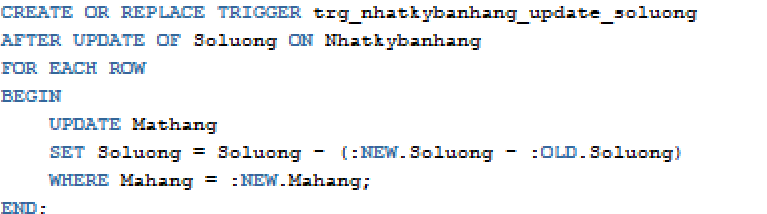 CREATE OR REPLACE TRIGGER trg_nhatkybanhang_update_soluong
AFTER UPDATE OF Soluong ON Nhatkybanhang
FOR EACH ROW
BEGIN
UPDATE Mathang
SET Soluong = Soluong - (:NEW.Soluong - :OLD.Soluong)
WHERE Mahang = :NEW.Mahang;
END;